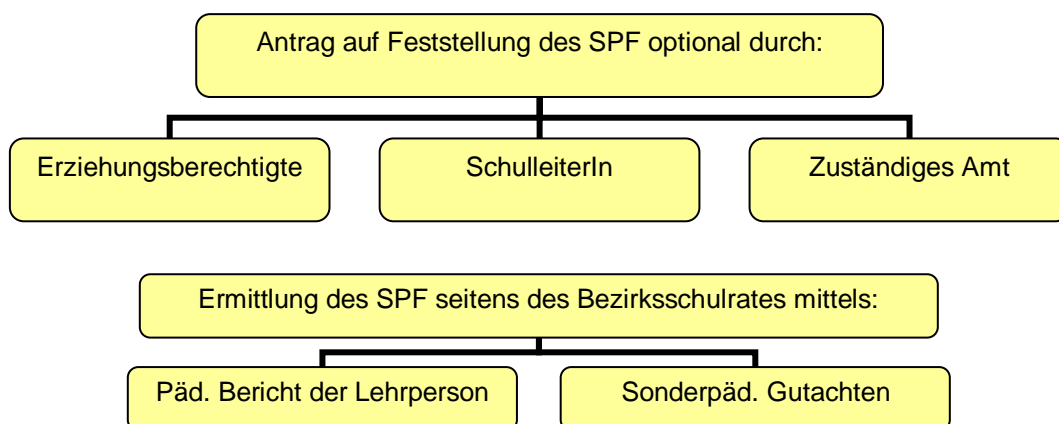 Antrag auf Feststellung des SPF optional durch:
Erziehungsberechtigte
SchulleiterIn
Zuständiges Amt
Ermittlung des SPF seitens des Bezirksschulrates mittels:
Päd. Bericht der Lehrperson
Sonderpäd. Gutachten